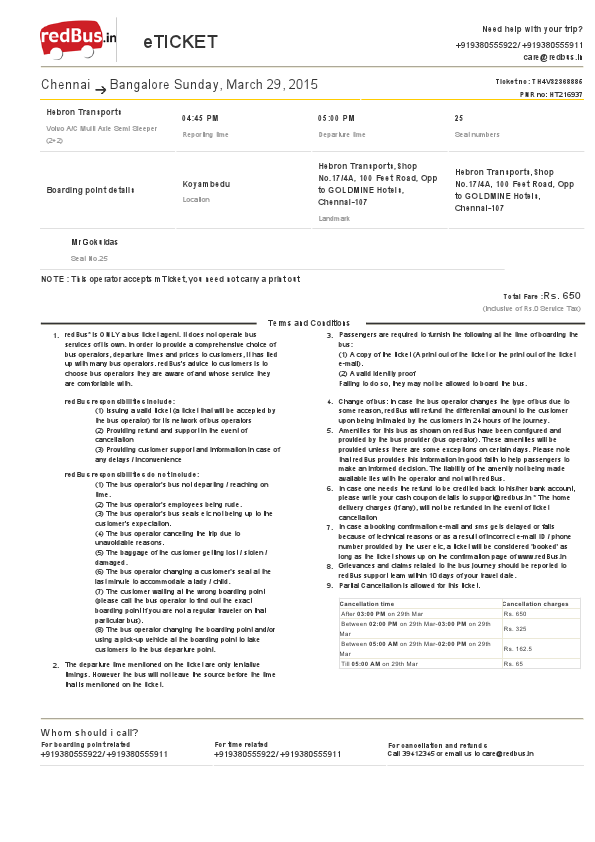 redBus.in
eTICKET
Need help with your trip?
+919380555922/ +919380555911
care@redbus.in
Chennai → Bangalore Sunday, March 29, 2015
Ticket no: TH4V82368885
PNR no: HT216937
Hebron Transports
Volvo A/C Multi Axle Semi Sleeper
(2+2)
04:45 PM
Reporting time
05:00 PM
Departure time
25
Seat numbers
Boarding point details
Koyambedu
Location
Hebron Transports,Shop
No.17/4A, 100 Feet Road, Opp
to GOLDMINE Hotels,
Chennai-107
Landmark
Hebron Transports,Shop
No.17/4A, 100 Feet Road, Opp
to GOLDMINE Hotels,
Chennai-107
Mr Gokuldas
Seat No.25
NOTE : This operator accepts mTicket, you need not carry a print out
Total Fare :Rs. 650
(Inclusive of Rs.0 Service Tax)
Terms and Conditions
1. redBus* is ONLY a bus ticket agent. It does not operate bus
services of its own. In order to provide a comprehensive choice of
bus operators, departure times and prices to customers, it has tied
up with many bus operators. redBus's advice to customers is to
choose bus operators they are aware of and whose service they
are comfortable with.
redBus responsibilities include:
(1) Issuing a valid ticket (a ticket that will be accepted by
the bus operator) for its network of bus operators
(2) Providing refund and support in the event of
cancellation
(3) Providing customer support and information in case of
any delays / inconvenience
redBus responsibilities do not include:
(1) The bus operator's bus not departing / reaching on
time.
(2) The bus operator's employees being rude.
(3) The bus operator's bus seats etc not being up to the
customer's expectation.
(4) The bus operator canceling the trip due to
unavoidable reasons.
(5) The baggage of the customer getting lost / stolen /
damaged.
(6) The bus operator changing a customer's seat at the
last minute to accommodate a lady / child.
(7) The customer waiting at the wrong boarding point
(please call the bus operator to find out the exact
boarding point if you are not a regular traveler on that
particular bus).
(8) The bus operator changing the boarding point and/or
using a pick-up vehicle at the boarding point to take
customers to the bus departure point.
2. The departure time mentioned on the ticket are only tentative
timings. However the bus will not leave the source before the time
that is mentioned on the ticket.
3. Passengers are required to furnish the following at the time of boarding the
bus:
(1) A copy of the ticket (A print out of the ticket or the print out of the ticket
e-mail).
(2) A valid identity proof
Failing to do so, they may not be allowed to board the bus.
4. Change of bus: In case the bus operator changes the type of bus due to
some reason, redBus will refund the differential amount to the customer
upon being intimated by the customers in 24 hours of the journey.
5. Amenities for this bus as shown on redBus have been configured and
provided by the bus provider (bus operator). These amenities will be
provided unless there are some exceptions on certain days. Please note
that redBus provides this information in good faith to help passengers to
make an informed decision. The liability of the amenity not being made
available lies with the operator and not with redBus.
6. In case one needs the refund to be credited back to his/her bank account,
please write your cash coupon details to support@redbus.in * The home
delivery charges (if any), will not be refunded in the event of ticket
cancellation
7. In case a booking confirmation e-mail and sms gets delayed or fails
because of technical reasons or as a result of incorrect e-mail ID / phone
number provided by the user etc, a ticket will be considered 'booked' as
long as the ticket shows up on the confirmation page of www.redBus.in
8. Grievances and claims related to the bus journey should be reported to
redBus support team within 10 days of your travel date.
9. Partial Cancellation is allowed for this ticket.
Cancellation time Cancellation charges
After 03:00 PM on 29th Mar Rs. 650
Between 02:00 PM on 29th Mar-03:00 PM on 29th
Mar
Rs. 325
Between 05:00 AM on 29th Mar-02:00 PM on 29th
Mar
Rs. 162.5
Till 05:00 AM on 29th Mar Rs. 65
Whom should i call?
For boarding point related
+919380555922/ +919380555911
For time related
+919380555922/ +919380555911
For cancellation and refunds
Call 39412345 or email us to care@redbus.in